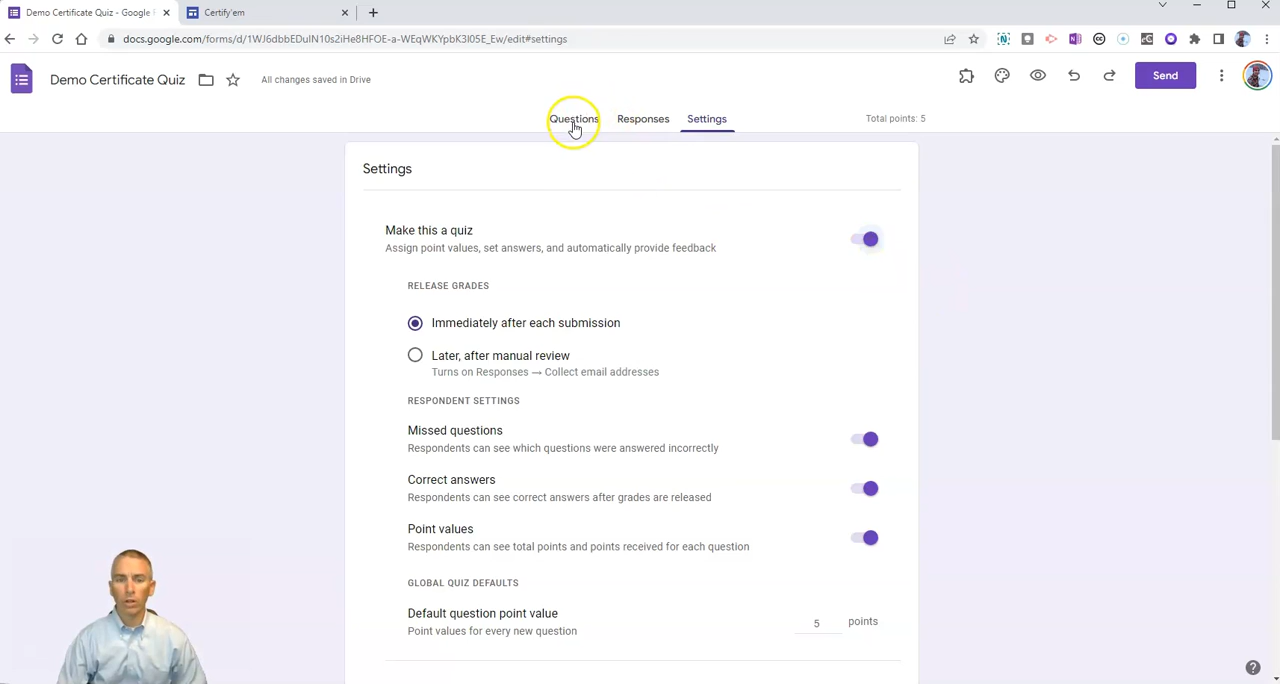 Demo Certificate Quiz - Google
Certify'em
docs.google.com/forms/d/1WJ6dbbEDulN10s2iHe8HFOE-a-WEqWKYpbK3l05E_Ew/edit#settings
Demo Certificate Quiz
All changes saved in Drive
Send
Questions
Responses
Settings
Total points: 5
Settings
Make this a quiz
Assign point values, set answers, and automatically provide feedback
RELEASE GRADES
Immediately after each submission
Later, after manual review
Turns on Responses → Collect email addresses
RESPONDENT SETTINGS
Missed questions
Respondents can see which questions were answered incorrectly
Correct answers
Respondents can see correct answers after grades are released
Point values
Respondents can see total points and points received for each question
GLOBAL QUIZ DEFAULTS
Default question point value
Point values for every new question
5 points